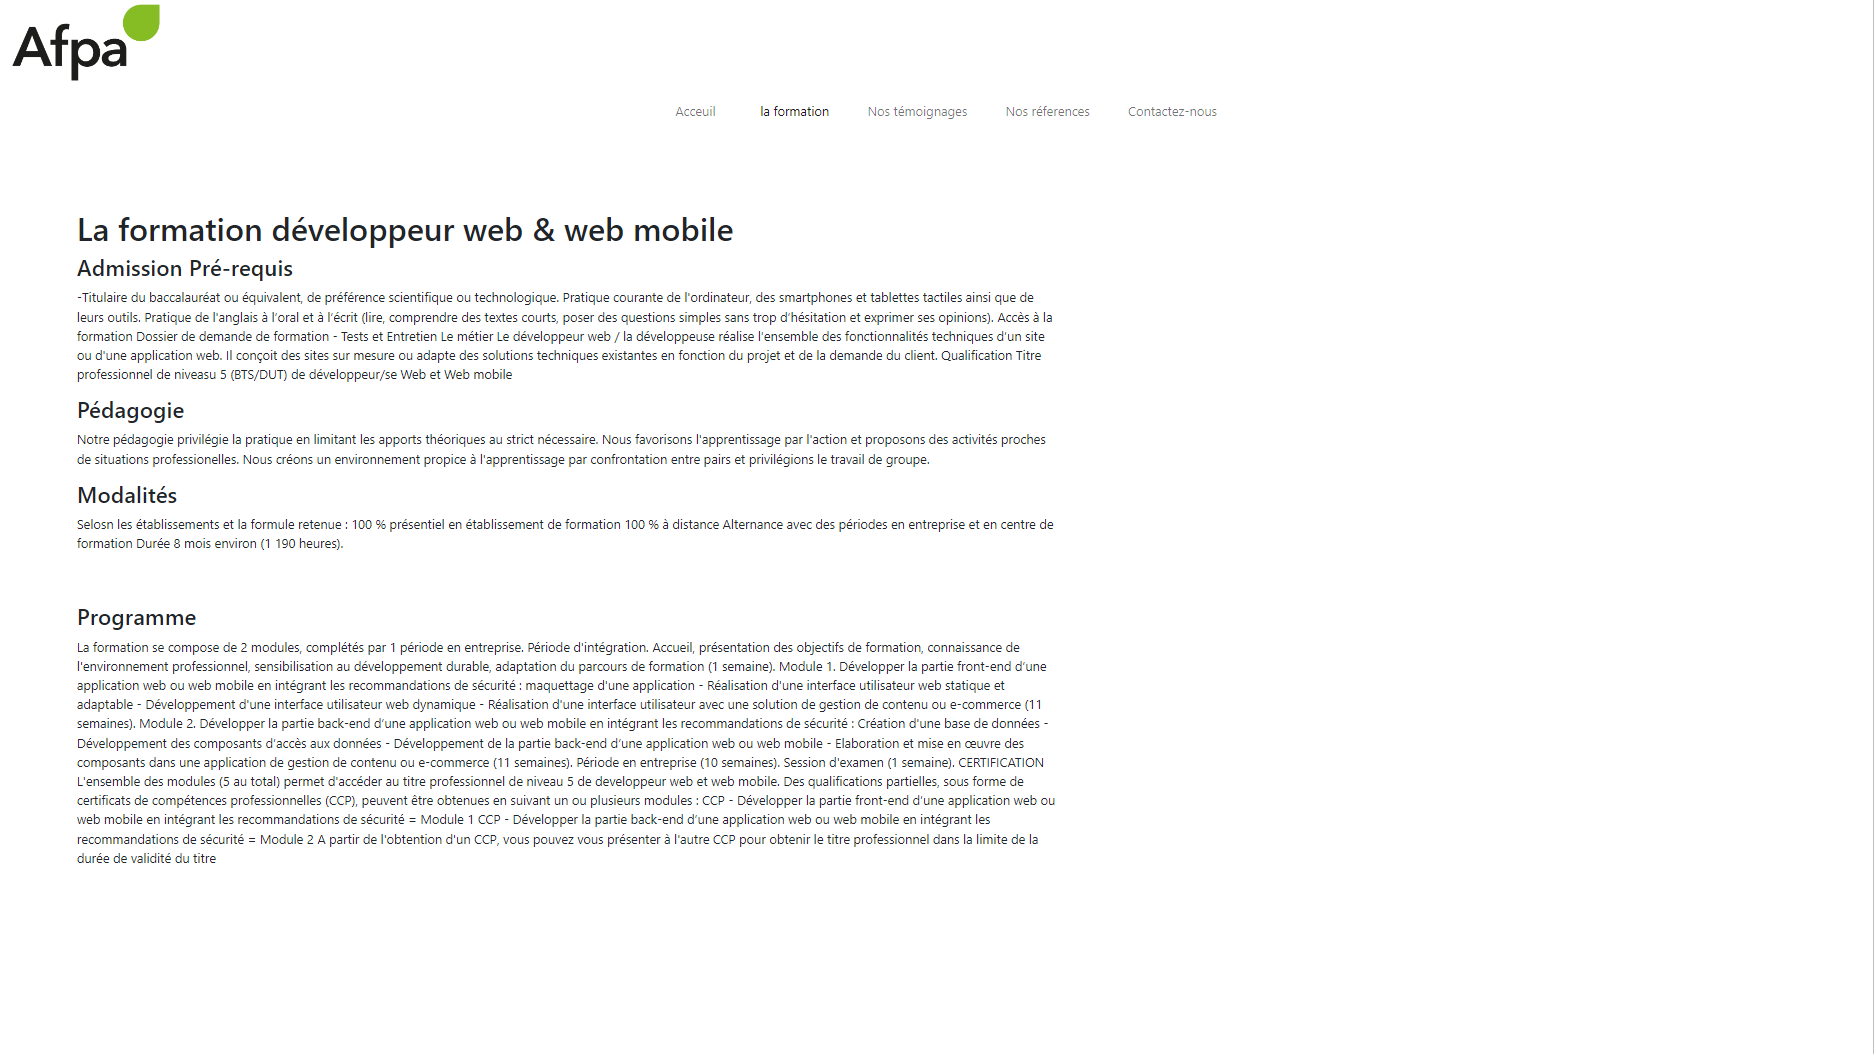 Afpa
Acceuil la formation Nos témoignages Nos réferences Contactez-nous
La formation développeur web & web mobile
Admission Pré-requis
-Titulaire du baccalauréat ou équivalent, de préférence scientifique ou technologique. Pratique courante de l'ordinateur, des smartphones et tablettes tactiles ainsi que de
leurs outils. Pratique de l'anglais à l’oral et à l’écrit (lire, comprendre des textes courts, poser des questions simples sans trop d’hésitation et exprimer ses opinions). Accès à la
formation Dossier de demande de formation - Tests et Entretien Le métier Le développeur web / la développeuse réalise l’ensemble des fonctionnalités techniques d’un site
ou d'une application web. Il conçoit des sites sur mesure ou adapte des solutions techniques existantes en fonction du projet et de la demande du client. Qualification Titre
professionnel de niveasu 5 (BTS/DUT) de développeur/se Web et Web mobile
Pédagogie
Notre pédagogie privilégie la pratique en limitant les apports théoriques au strict nécessaire. Nous favorisons l'apprentissage par l'action et proposons des activités proches
de situations professionelles. Nous créons un environnement propice à l'apprentissage par confrontation entre pairs et privilégions le travail de groupe.
Modalités
Selosn les établissements et la formule retenue : 100 % présentiel en établissement de formation 100 % à distance Alternance avec des périodes en entreprise et en centre de
formation Durée 8 mois environ (1 190 heures).
Programme
La formation se compose de 2 modules, complétés par 1 période en entreprise. Période d'intégration. Accueil, présentation des objectifs de formation, connaissance de
l'environnement professionnel, sensibilisation au développement durable, adaptation du parcours de formation (1 semaine). Module 1. Développer la partie front-end d’une
application web ou web mobile en intégrant les recommandations de sécurité : maquettage d'une application - Réalisation d'une interface utilisateur web statique et
adaptable - Développement d'une interface utilisateur web dynamique - Réalisation d'une interface utilisateur avec une solution de gestion de contenu ou e-commerce (11
semaines). Module 2. Développer la partie back-end d’une application web ou web mobile en intégrant les recommandations de sécurité : Création d'une base de données -
Développement des composants d’accès aux données - Développement de la partie back-end d’une application web ou web mobile - Elaboration et mise en œuvre des
composants dans une application de gestion de contenu ou e-commerce (11 semaines). Période en entreprise (10 semaines). Session d'examen (1 semaine). CERTIFICATION
L'ensemble des modules (5 au total) permet d'accéder au titre professionnel de niveau 5 de developpeur web et web mobile. Des qualifications partielles, sous forme de
certificats de compétences professionnelles (CCP), peuvent être obtenues en suivant un ou plusieurs modules : CCP - Développer la partie front-end d’une application web ou
web mobile en intégrant les recommandations de sécurité = Module 1 CCP - Développer la partie back-end d’une application web ou web mobile en intégrant les
recommandations de sécurité = Module 2 A partir de l'obtention d'un CCP, vous pouvez vous présenter à l'autre CCP pour obtenir le titre professionnel dans la limite de la
durée de validité du titre